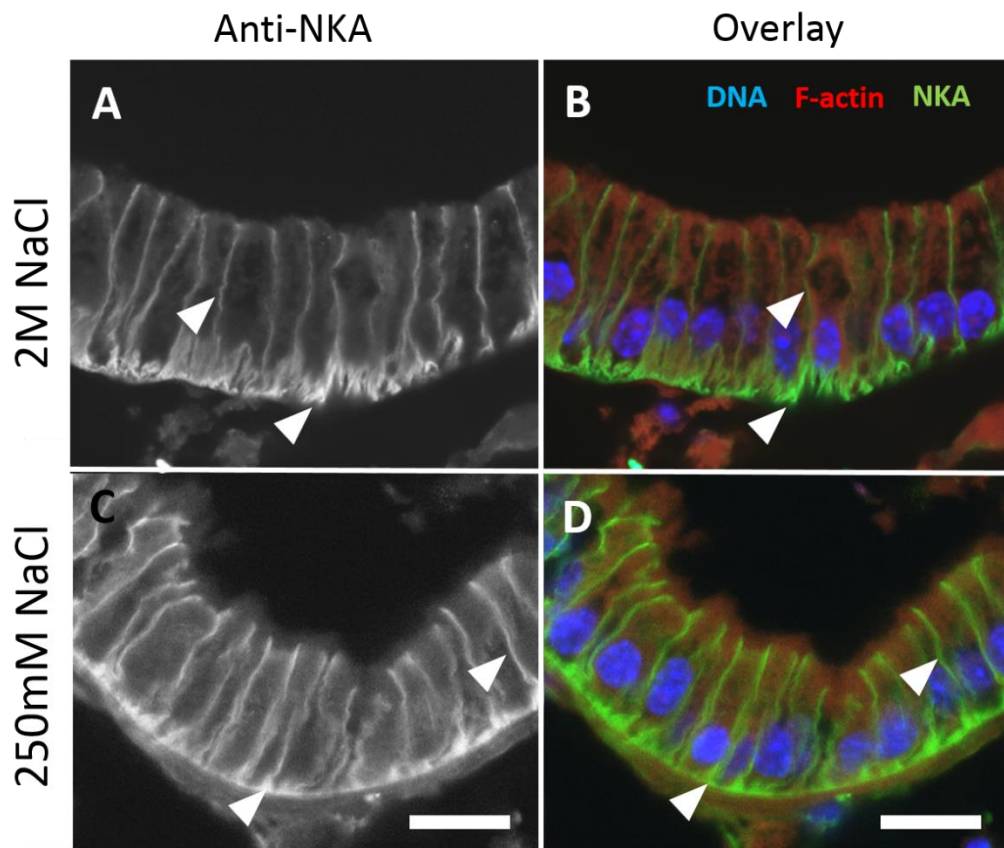 Anti-NKA
Overlay
2M NaCl
A
B
DNA F-actin NKA
250mM NaCl
C
D